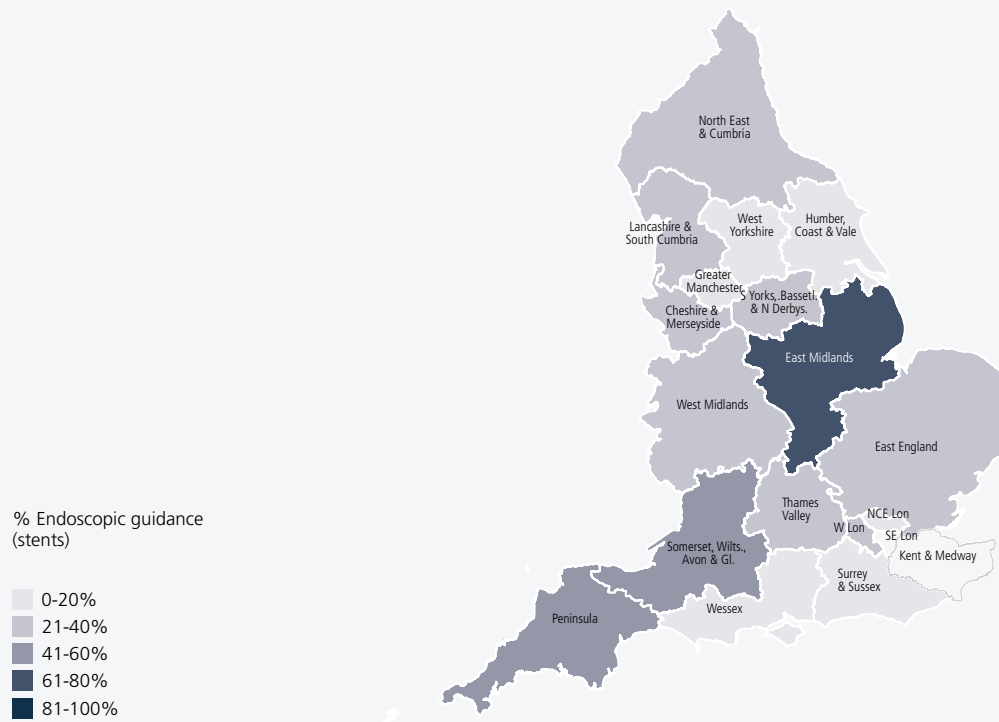 North East
& Cumbria
Lancashire &
South Cumbria
West
Yorkshire
Humber,
Coast & Vale
Greater
Manchester
S Yorks,.Bassetl.
& N Derbys.
Cheshire &
Merseyside
East Midlands
West Midlands
East England
Thames
Valley
NCE Lon
W Lon
SE Lon
Kent & Medway
Somerset, Wilts.,
Avon & Gl.
Surrey
& Sussex
Wessex
Peninsula
% Endoscopic guidance
(stents)
0-20%
21-40%
41-60%
61-80%
81-100%